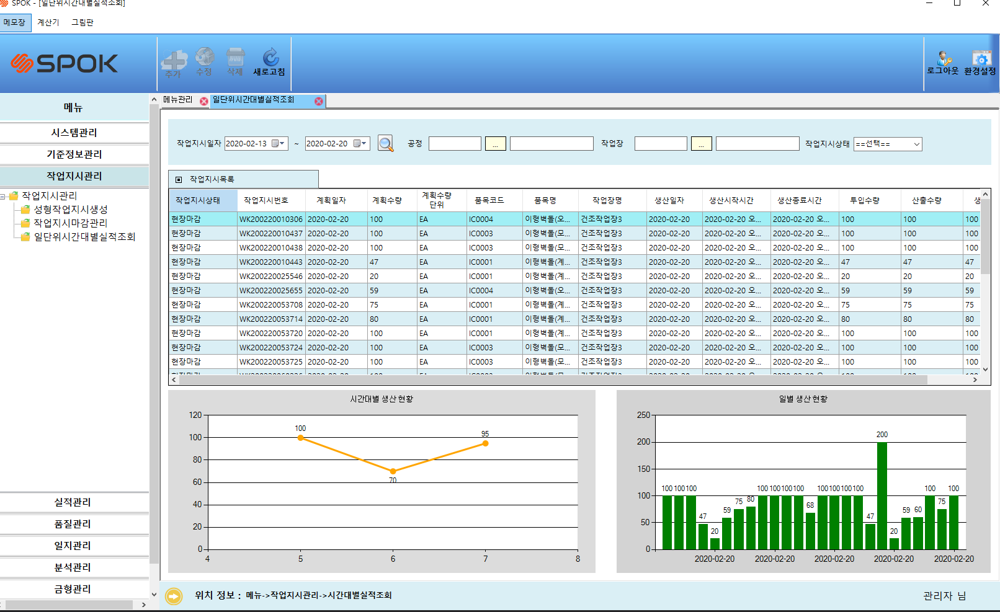 SPOK - [일단위시간대별실적조회]
메모장 계산기 그림판
SPOK
추가 수정 삭제 새로고침 로그아웃 환경설정
메뉴
시스템관리
기준정보관리
작업지시관리
작업지시관리
성형작업지시생성
작업지시마감관리
일단위시간대별실적조회
실적관리
품질관리
일지관리
분석관리
금형관리
메뉴관리 일단위시간대별실적조회
작업지시일자 2020-02-13 ~ 2020-02-20 공정 ... 작업장 ... 작업지시상태 ==선택==
작업지시목록
작업지시상태 작업지시번호 계획일자 계획수량 계획수량 단위 품목코드 품목명 작업장명 생산일자 생산시작시간 생산종료시간 투입수량 산출수량 생
현장마감 WK200220010306 2020-02-20 100 EA IC0004 이형벽돌(오... 건조작업장3 2020-02-20 2020-02-20 오... 2020-02-20 오... 100 100 100
현장마감 WK200220010437 2020-02-20 100 EA IC0003 이형벽돌(모... 건조작업장3 2020-02-20 2020-02-20 오... 2020-02-20 오... 100 100 100
현장마감 WK200220010438 2020-02-20 100 EA IC0003 이형벽돌(모... 건조작업장3 2020-02-20 2020-02-20 오... 2020-02-20 오... 100 100 100
현장마감 WK200220010443 2020-02-20 47 EA IC0001 이형벽돌(계... 건조작업장3 2020-02-20 2020-02-20 오... 2020-02-20 오... 47 47 47
현장마감 WK200220025546 2020-02-20 20 EA IC0001 이형벽돌(계... 건조작업장3 2020-02-20 2020-02-20 오... 2020-02-20 오... 20 20 20
현장마감 WK200220025655 2020-02-20 59 EA IC0004 이형벽돌(오... 건조작업장3 2020-02-20 2020-02-20 오... 2020-02-20 오... 59 59 59
현장마감 WK200220053708 2020-02-20 75 EA IC0001 이형벽돌(계... 건조작업장3 2020-02-20 2020-02-20 오... 2020-02-20 오... 75 75 75
현장마감 WK200220053714 2020-02-20 80 EA IC0001 이형벽돌(계... 건조작업장3 2020-02-20 2020-02-20 오... 2020-02-20 오... 80 80 80
현장마감 WK200220053720 2020-02-20 100 EA IC0001 이형벽돌(계... 건조작업장3 2020-02-20 2020-02-20 오... 2020-02-20 오... 100 100 100
현장마감 WK200220053724 2020-02-20 100 EA IC0003 이형벽돌(모... 건조작업장3 2020-02-20 2020-02-20 오... 2020-02-20 오... 100 100 100
현장마감 WK200220053725 2020-02-20 100 EA IC0003 이형벽돌(모... 건조작업장3 2020-02-20 2020-02-20 오... 2020-02-20 오... 100 100 100
시간대별 생산 현황
120
100
80
60
40
20
0
100 70 95
4 5 6 7 8
일별 생산 현황
250
200
150
100
50
0
100 100 100 47 20 59 75 80 100 100 100 100 68 100 100 100 100 47 200 20 59 60 100 75 100
2020-02-20 2020-02-20 2020-02-20 2020-02-20 2020-02-20
위치 정보 : 메뉴->작업지시관리->시간대별실적조회
관리자 님